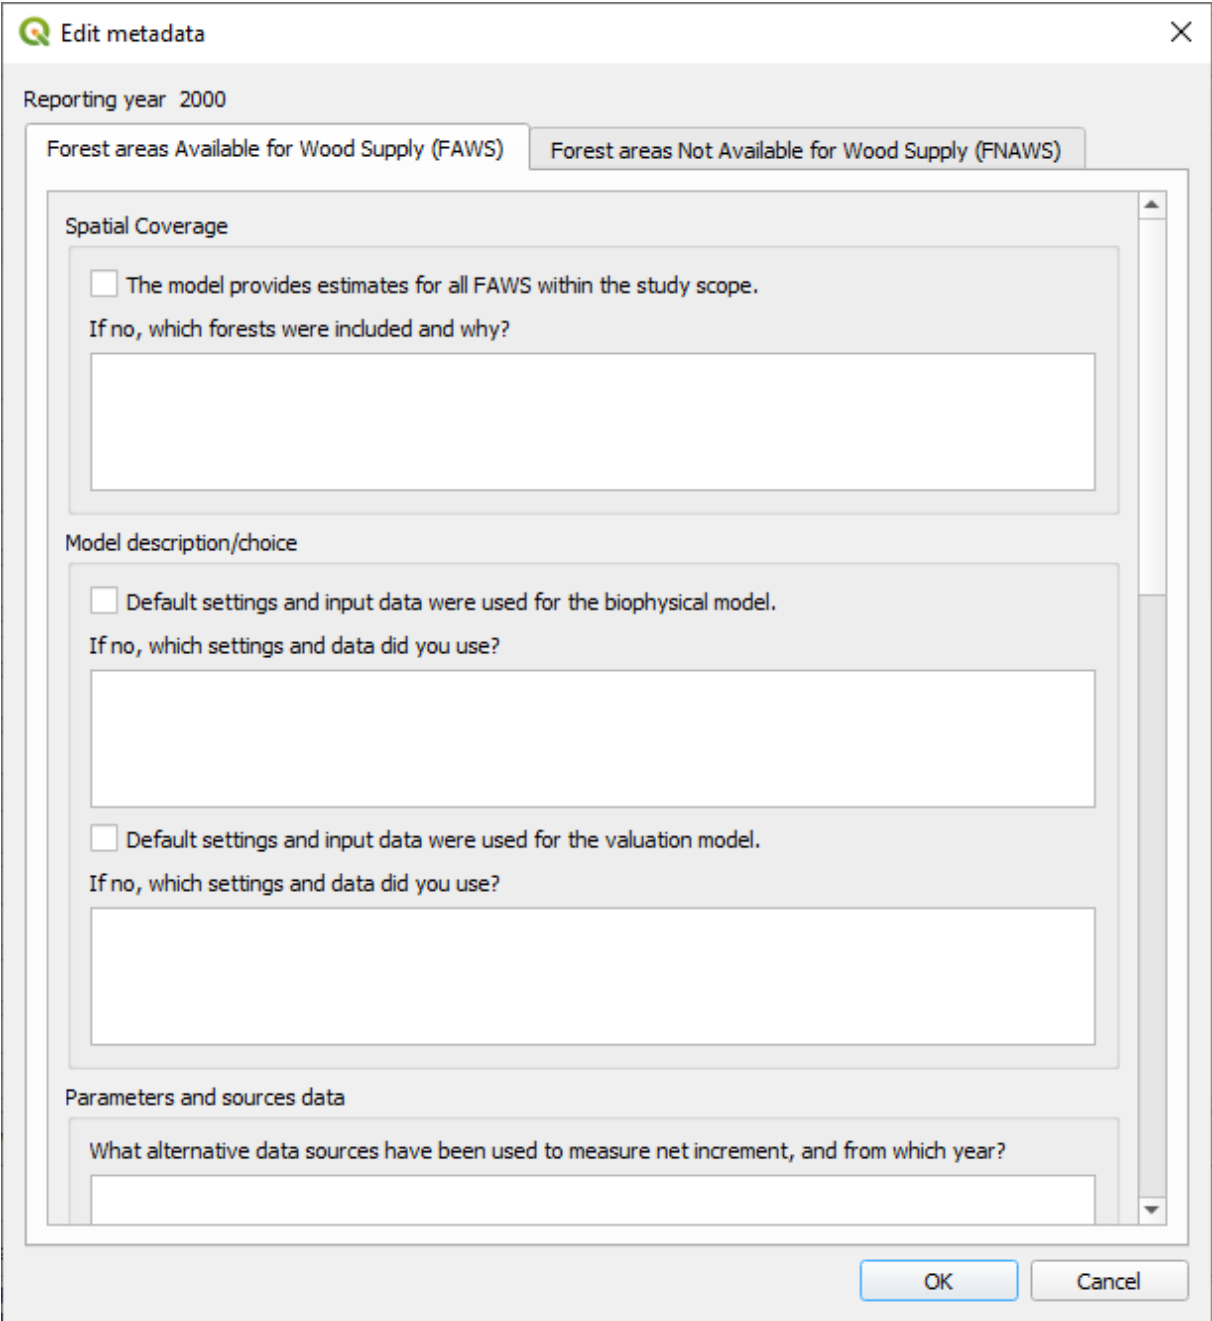 Edit metadata
Reporting year 2000
Forest areas Available for Wood Supply (FAWS)
Forest areas Not Available for Wood Supply (FNAWS)
Spatial Coverage
The model provides estimates for all FAWS within the study scope.
If no, which forests were included and why?
Model description/choice
Default settings and input data were used for the biophysical model.
If no, which settings and data did you use?
Default settings and input data were used for the valuation model.
If no, which settings and data did you use?
Parameters and sources data
What alternative data sources have been used to measure net increment, and from which year?
OK
Cancel